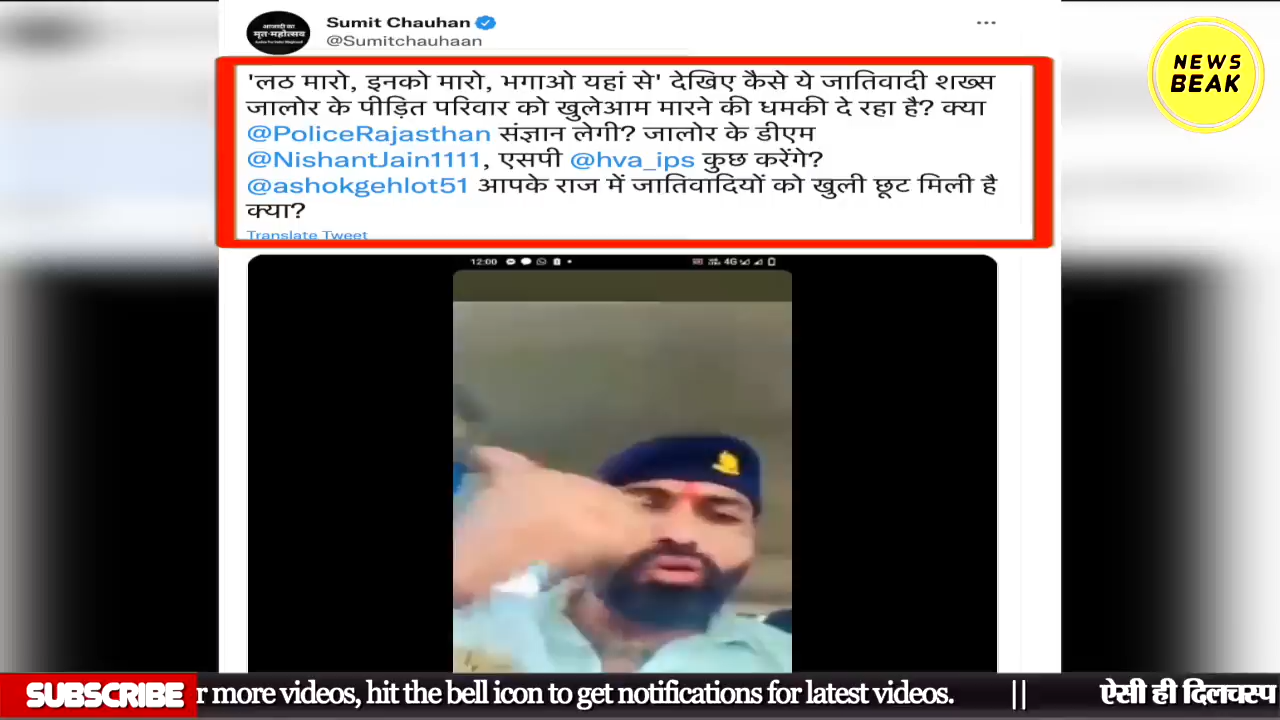 Sumit Chauhan
@Sumitchauhaan
'लठ मारो, इनको मारो, भगाओ यहां से' देखिए कैसे ये जातिवादी शख्स
जालोर के पीड़ित परिवार को खुलेआम मारने की धमकी दे रहा है? क्या
@PoliceRajasthan संज्ञान लेगी? जालोर के डीएम
@NishantJain1111, एसपी @hva_ips कुछ करेंगे?
@ashokgehlot51 आपके राज में जातिवादियों को खुली छूट मिली है
क्या?
Translate Tweet
NEWS
BEAK
12:00
4G
SUBSCRIBE
r more videos, hit the bell icon to get notifications for latest videos. || ऐसी ही दिलचस्प